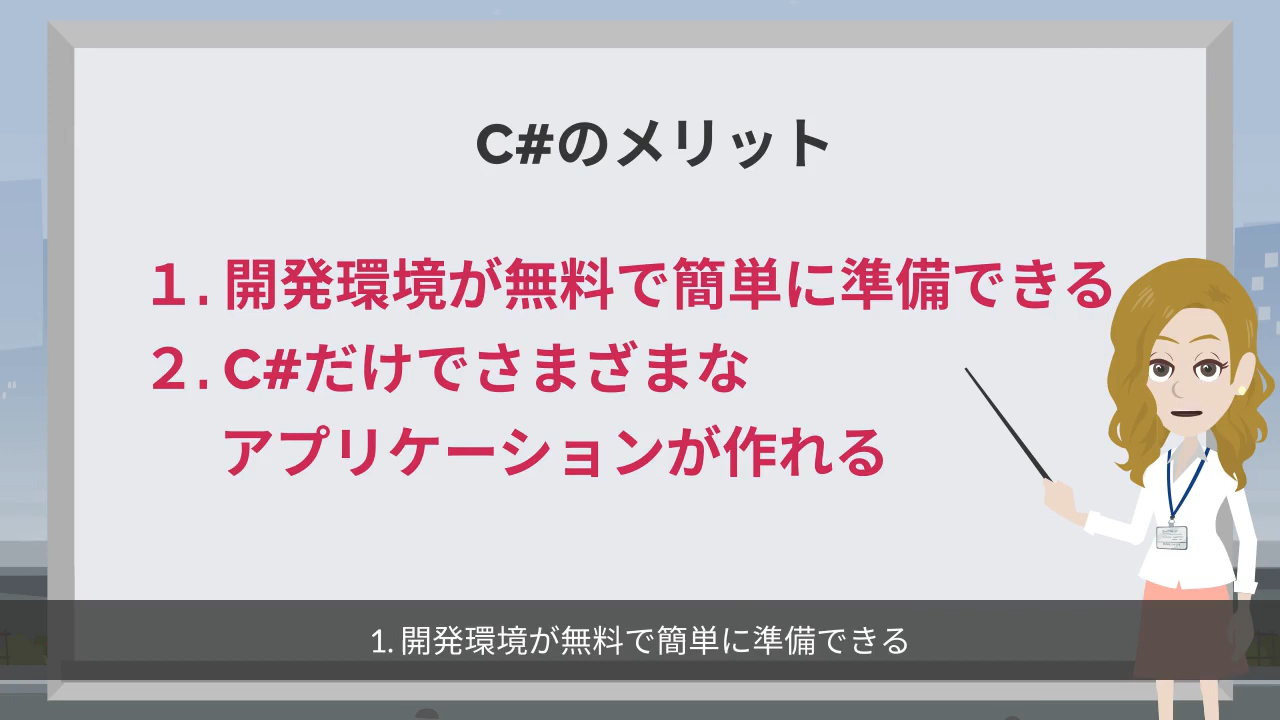 C#のメリット
１. 開発環境が無料で簡単に準備できる
２. C#だけでさまざまな
アプリケーションが作れる
1. 開発環境が無料で簡単に準備できる